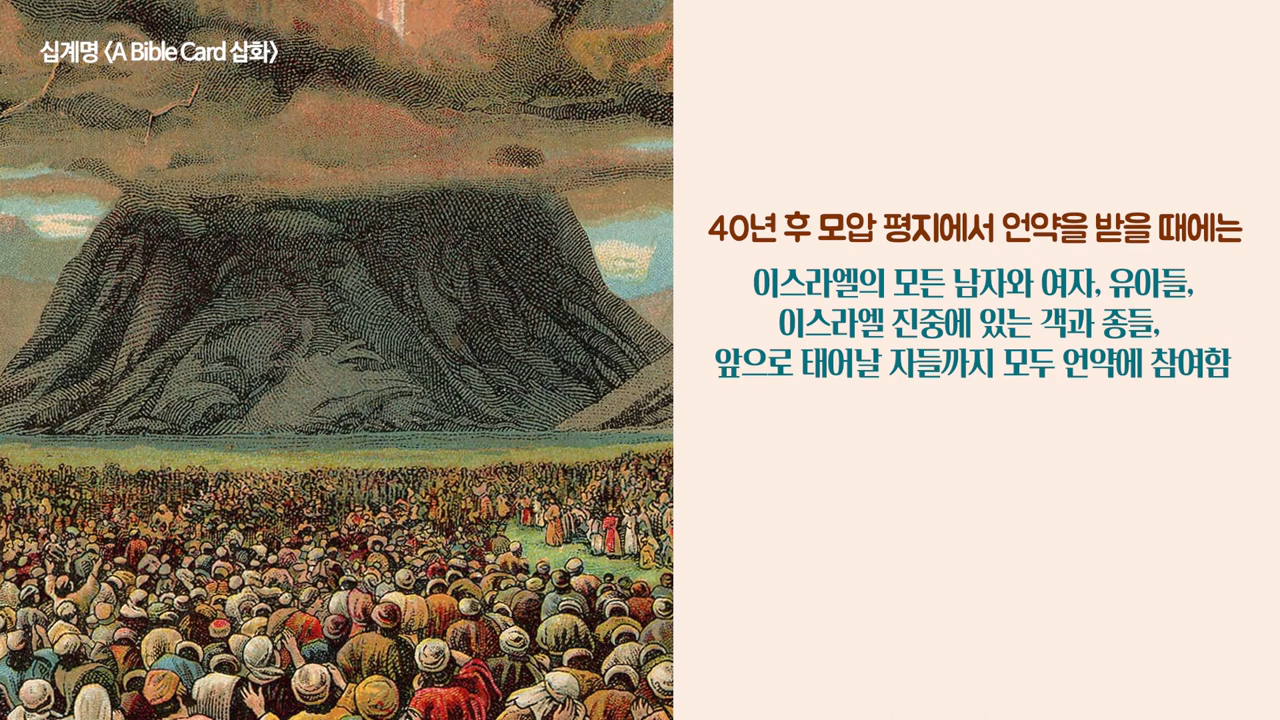 십계명 〈A Bible Card 삽화〉
40년 후 모압 평지에서 언약을 받을 때에는
이스라엘의 모든 남자와 여자, 유아들,
이스라엘 진중에 있는 객과 종들,
앞으로 태어날 자들까지 모두 언약에 참여함